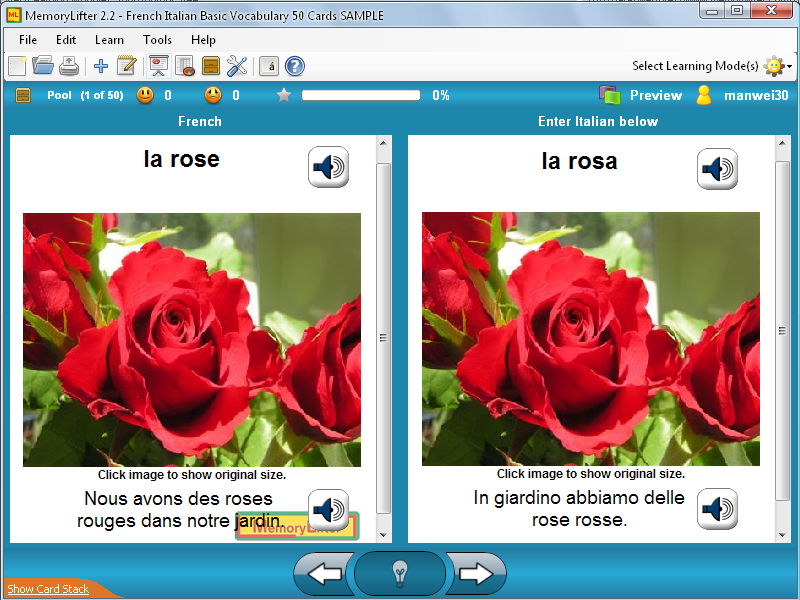 MemoryLifter 2.2 - French Italian Basic Vocabulary 50 Cards SAMPLE
File Edit Learn Tools Help
Select Learning Mode(s)
Pool (1 of 50) 0 0 0% Preview manwei30
French
Enter Italian below
la rose
Click image to show original size.
Nous avons des roses
rouges dans notre jardin.
MemoryLifter
la rosa
Click image to show original size.
In giardino abbiamo delle
rose rosse.
Show Card Stack